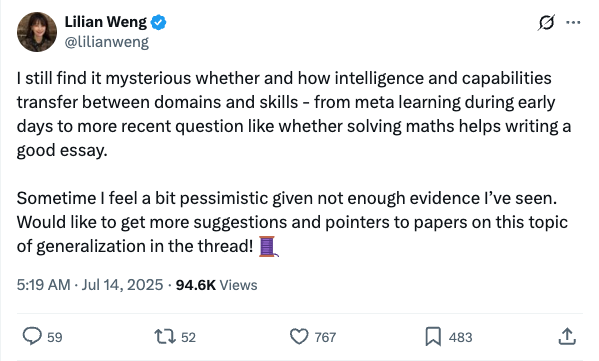 Lilian Weng
@lilianweng
I still find it mysterious whether and how intelligence and capabilities
transfer between domains and skills - from meta learning during early
days to more recent question like whether solving maths helps writing a
good essay.
Sometime I feel a bit pessimistic given not enough evidence I’ve seen.
Would like to get more suggestions and pointers to papers on this topic
of generalization in the thread! 🧵
5:19 AM · Jul 14, 2025 · 94.6K Views
59 52 767 483